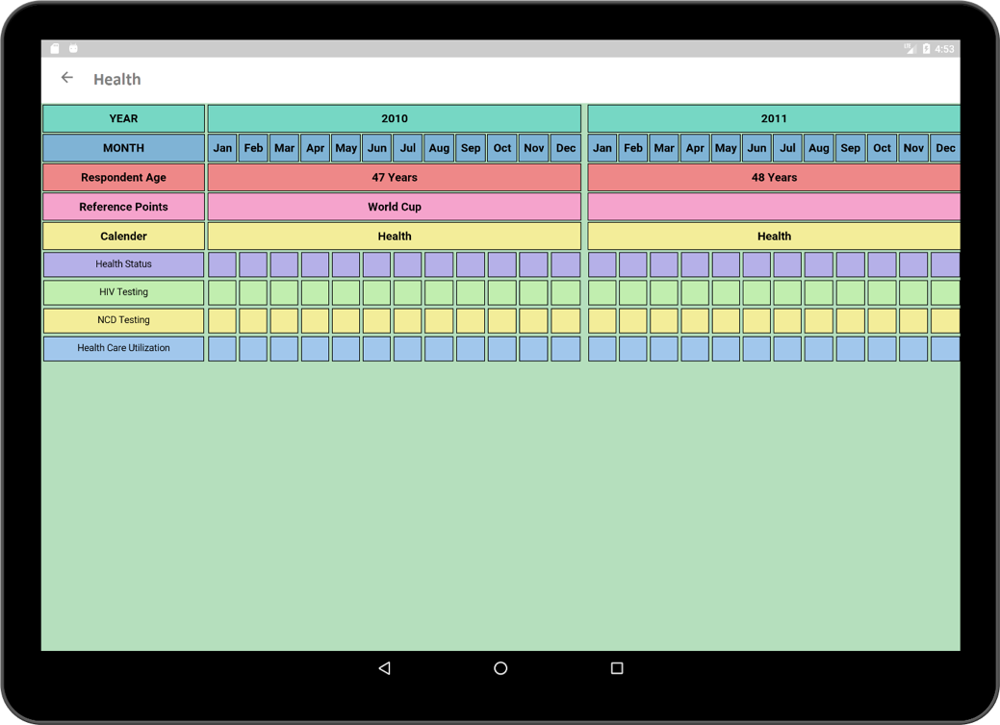 4:53
Health
YEAR 2010 2011
MONTH Jan Feb Mar Apr May Jun Jul Aug Sep Oct Nov Dec Jan Feb Mar Apr May Jun Jul Aug Sep Oct Nov Dec
Respondent Age 47 Years 48 Years
Reference Points World Cup
Calender Health Health
Health Status
HIV Testing
NCD Testing
Health Care Utilization